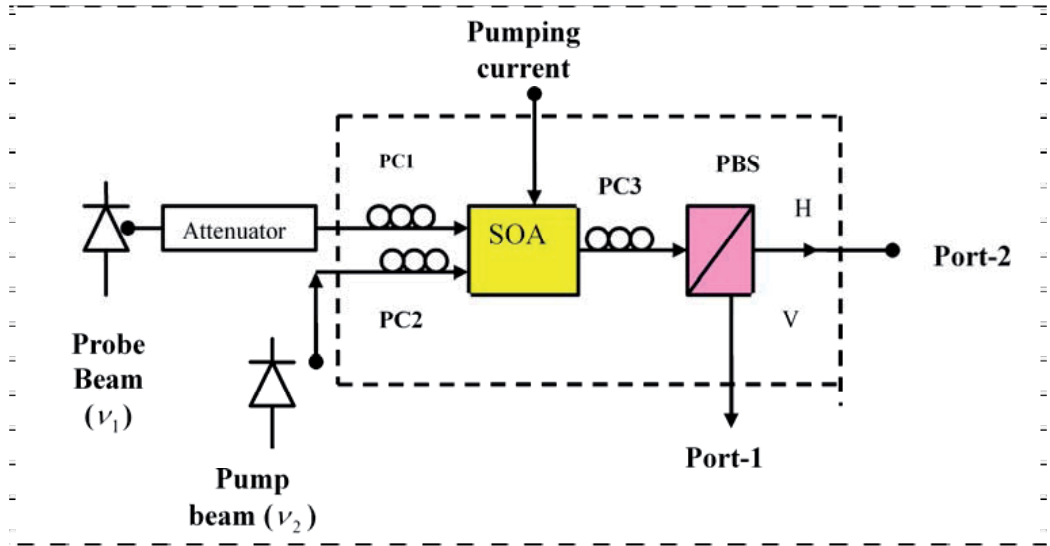 Pumping
current
PC1
PC3
PBS
Attenuator
SOA
H
Port-2
PC2
V
Probe
Beam
(ν₁)
Port-1
Pump
beam (ν₂)